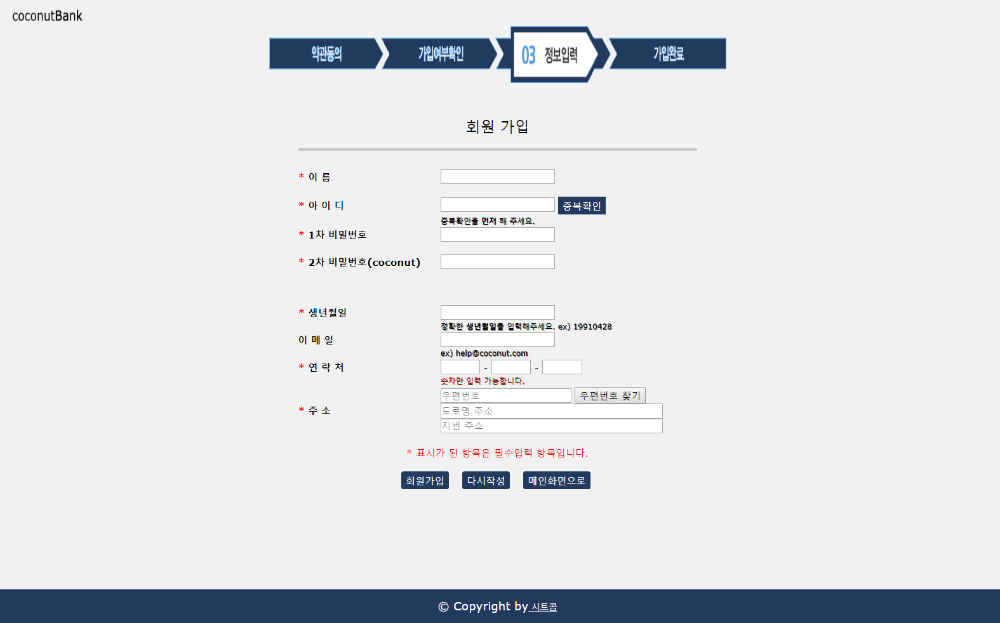 coconutBank
약관동의 가입여부확인 03 정보입력 가입완료
회원 가입
* 이 름
* 아 이 디 중복확인
중복확인을 먼저 해 주세요.
* 1차 비밀번호
* 2차 비밀번호(coconut)
* 생년월일
정확한 생년월일를 입력해주세요. ex) 19910428
이 메 일
ex) help@coconut.com
* 연 락 처 - -
숫자만 입력 가능합니다.
우편번호 우편번호 찾기
* 주 소 도로명 주소
지번 주소
* 표시가 된 항목은 필수입력 항목입니다.
회원가입 다시작성 메인화면으로
© Copyright by 시트콤